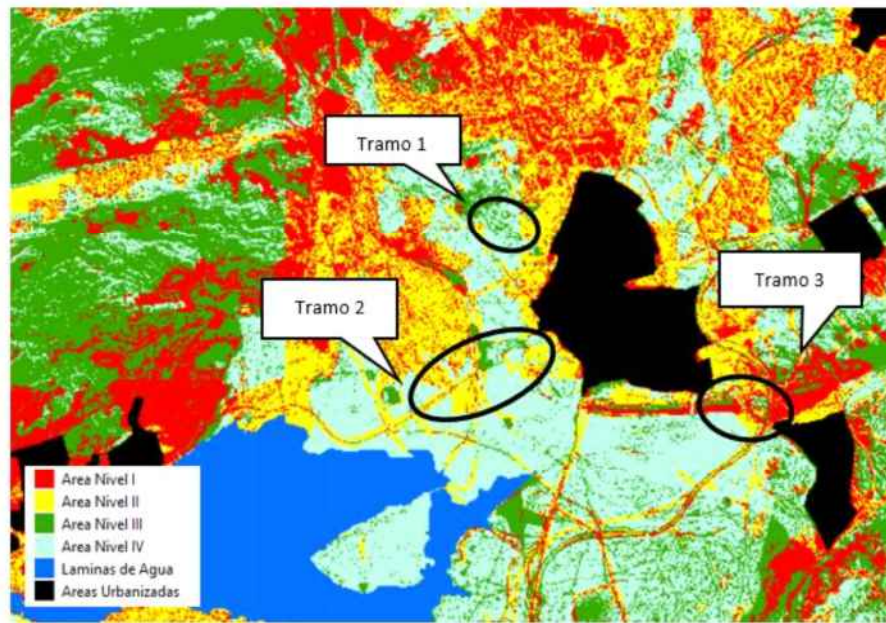 Tramo 1
Tramo 2
Tramo 3
Area Nivel I
Area Nivel II
Area Nivel III
Area Nivel IV
Laminas de Agua
Areas Urbanizadas